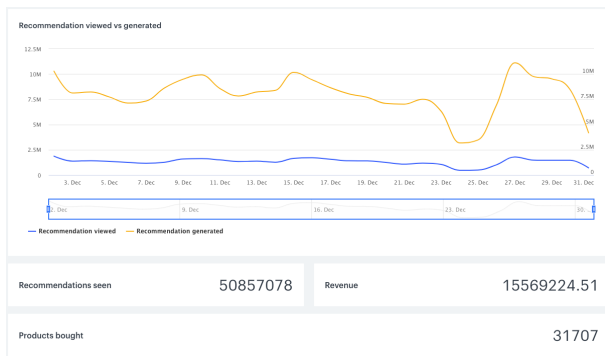 Recommendation viewed vs generated
12.5M
10M
7.5M
5M
2.5M
0
10M
7.5M
5M
2.5M
0
3. Dec 5. Dec 7. Dec 9. Dec 11. Dec 13. Dec 15. Dec 17. Dec 19. Dec 21. Dec 23. Dec 25. Dec 27. Dec 29. Dec 31. Dec
2. Dec 9. Dec 16. Dec 23. Dec 30. ...
Recommendation viewed Recommendation generated
Recommendations seen 50857078
Revenue 15569224.51
Products bought 31707